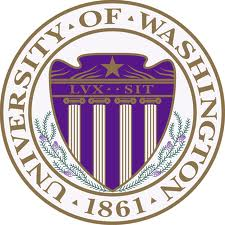 UNIVERSITY · OF · WASHINGTON
LVX · · SIT
· 1861 ·